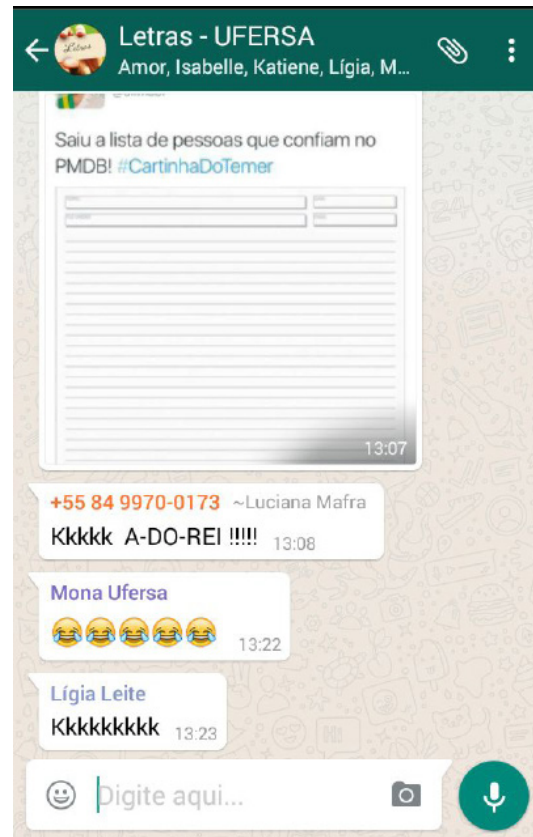 Letras - UFERSA
Amor, Isabelle, Katiene, Lígia, M...
Saiu a lista de pessoas que confiam no
PMDB! #CartinhaDoTemer
13:07
+55 84 9970-0173 ~Luciana Mafra
Kkkkk A-DO-REI !!!!! 13:08
Mona Ufersa
😂😂😂😂😂 13:22
Lígia Leite
Kkkkkkkkk 13:23
Digite aqui...